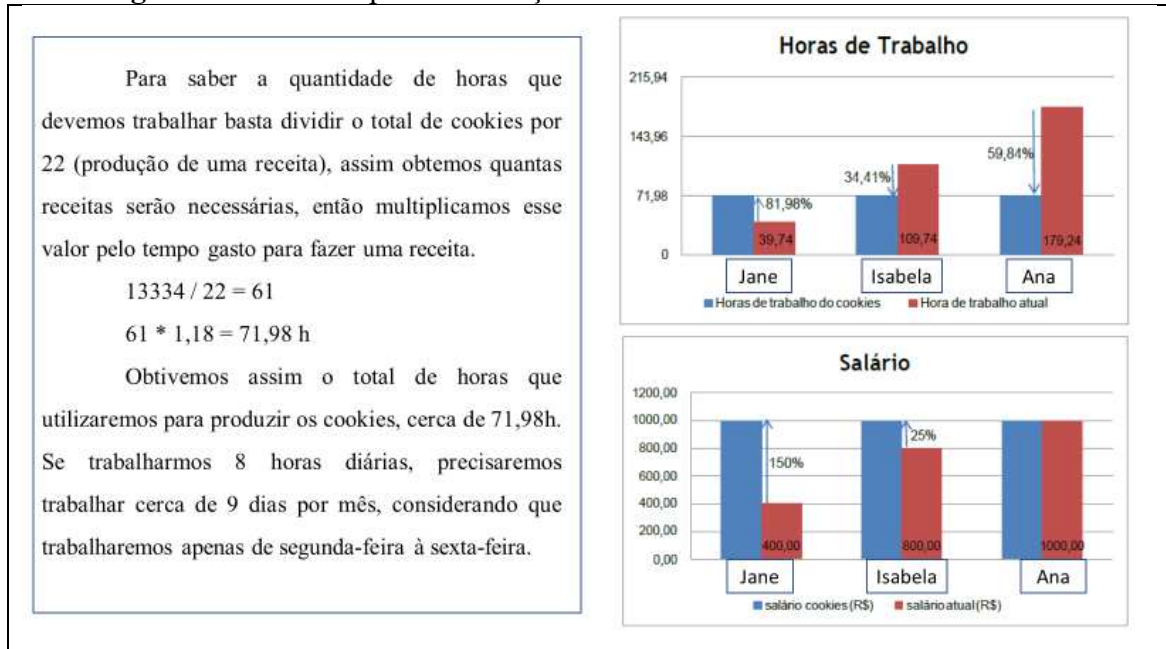 Para saber a quantidade de horas que
devemos trabalhar basta dividir o total de cookies por
22 (produção de uma receita), assim obtemos quantas
receitas serão necessárias, então multiplicamos esse
valor pelo tempo gasto para fazer uma receita.
13334 / 22 = 61
61 * 1,18 = 71,98 h
Obtivemos assim o total de horas que
utilizaremos para produzir os cookies, cerca de 71,98h.
Se trabalharmos 8 horas diárias, precisaremos
trabalhar cerca de 9 dias por mês, considerando que
trabalharemos apenas de segunda-feira à sexta-feira.
Horas de Trabalho
215,94
143,96
71,98
0
81,98%
34,41%
59,84%
39,74
109,74
179,24
Jane Isabela Ana
Horas de trabalho do cookies Hora de trabalho atual
Salário
1200,00
1000,00
800,00
600,00
400,00
200,00
0,00
150%
25%
400,00
800,00
1000,00
Jane Isabela Ana
salário cookies (R$) salário atual (R$)